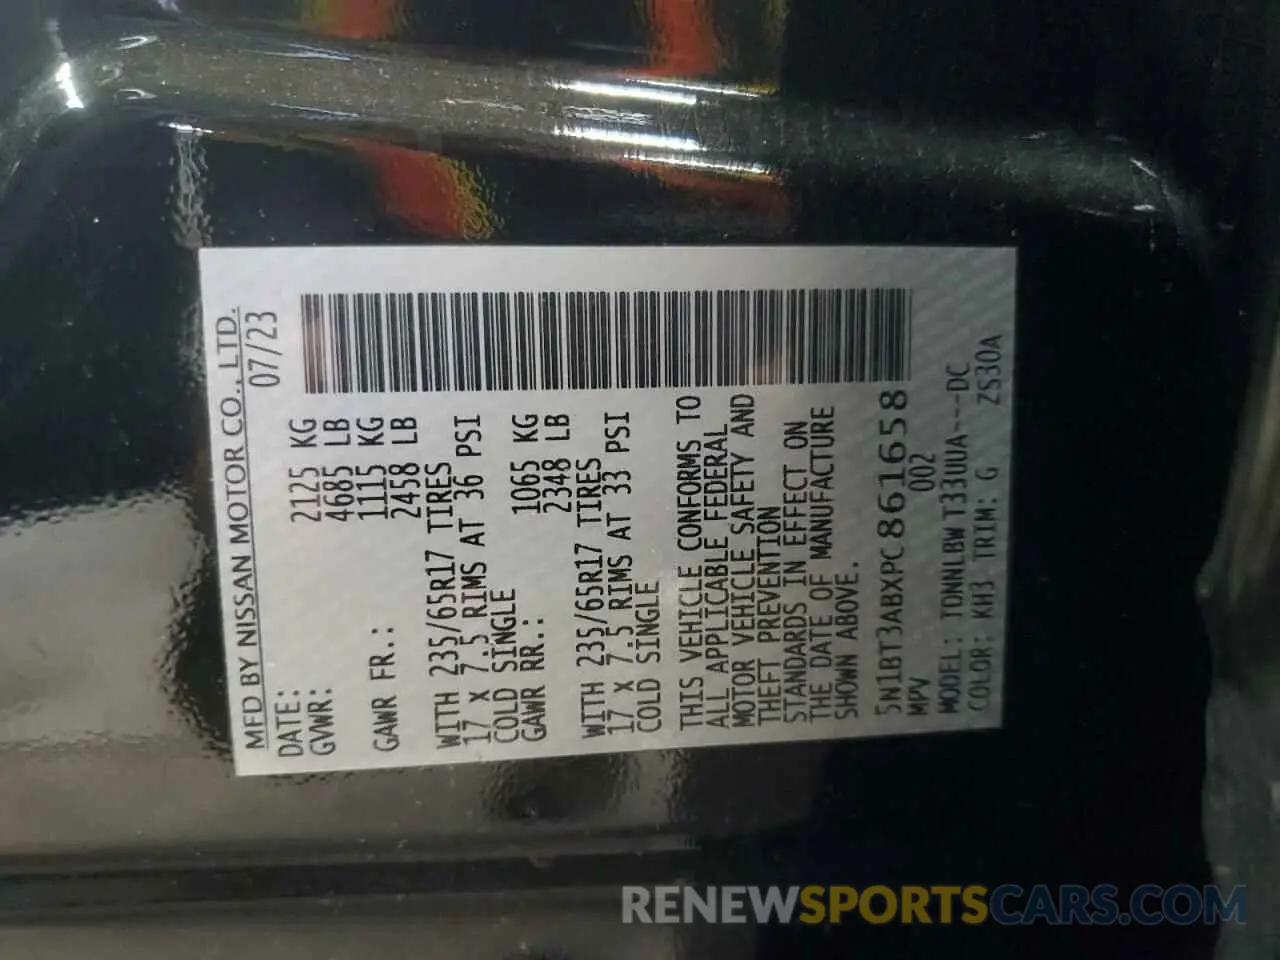 MFD BY NISSAN MOTOR CO., LTD.
DATE: 07/23
GVWR: 2125 KG
4685 LB
GAWR FR.: 1115 KG
2458 LB
WITH 235/65R17 TIRES
17 X 7.5 RIMS AT 36 PSI
COLD SINGLE
GAWR RR.: 1065 KG
2348 LB
WITH 235/65R17 TIRES
17 X 7.5 RIMS AT 33 PSI
COLD SINGLE
THIS VEHICLE CONFORMS TO
ALL APPLICABLE FEDERAL
MOTOR VEHICLE SAFETY AND
THEFT PREVENTION
STANDARDS IN EFFECT ON
THE DATE OF MANUFACTURE
SHOWN ABOVE.
5N1BT3ABXPC861658
MPV 002
MODEL: TDNNLBW T33UUA---DC
COLOR: KH3 TRIM: G ZS30A
RENEWSPORTSCARS.COM